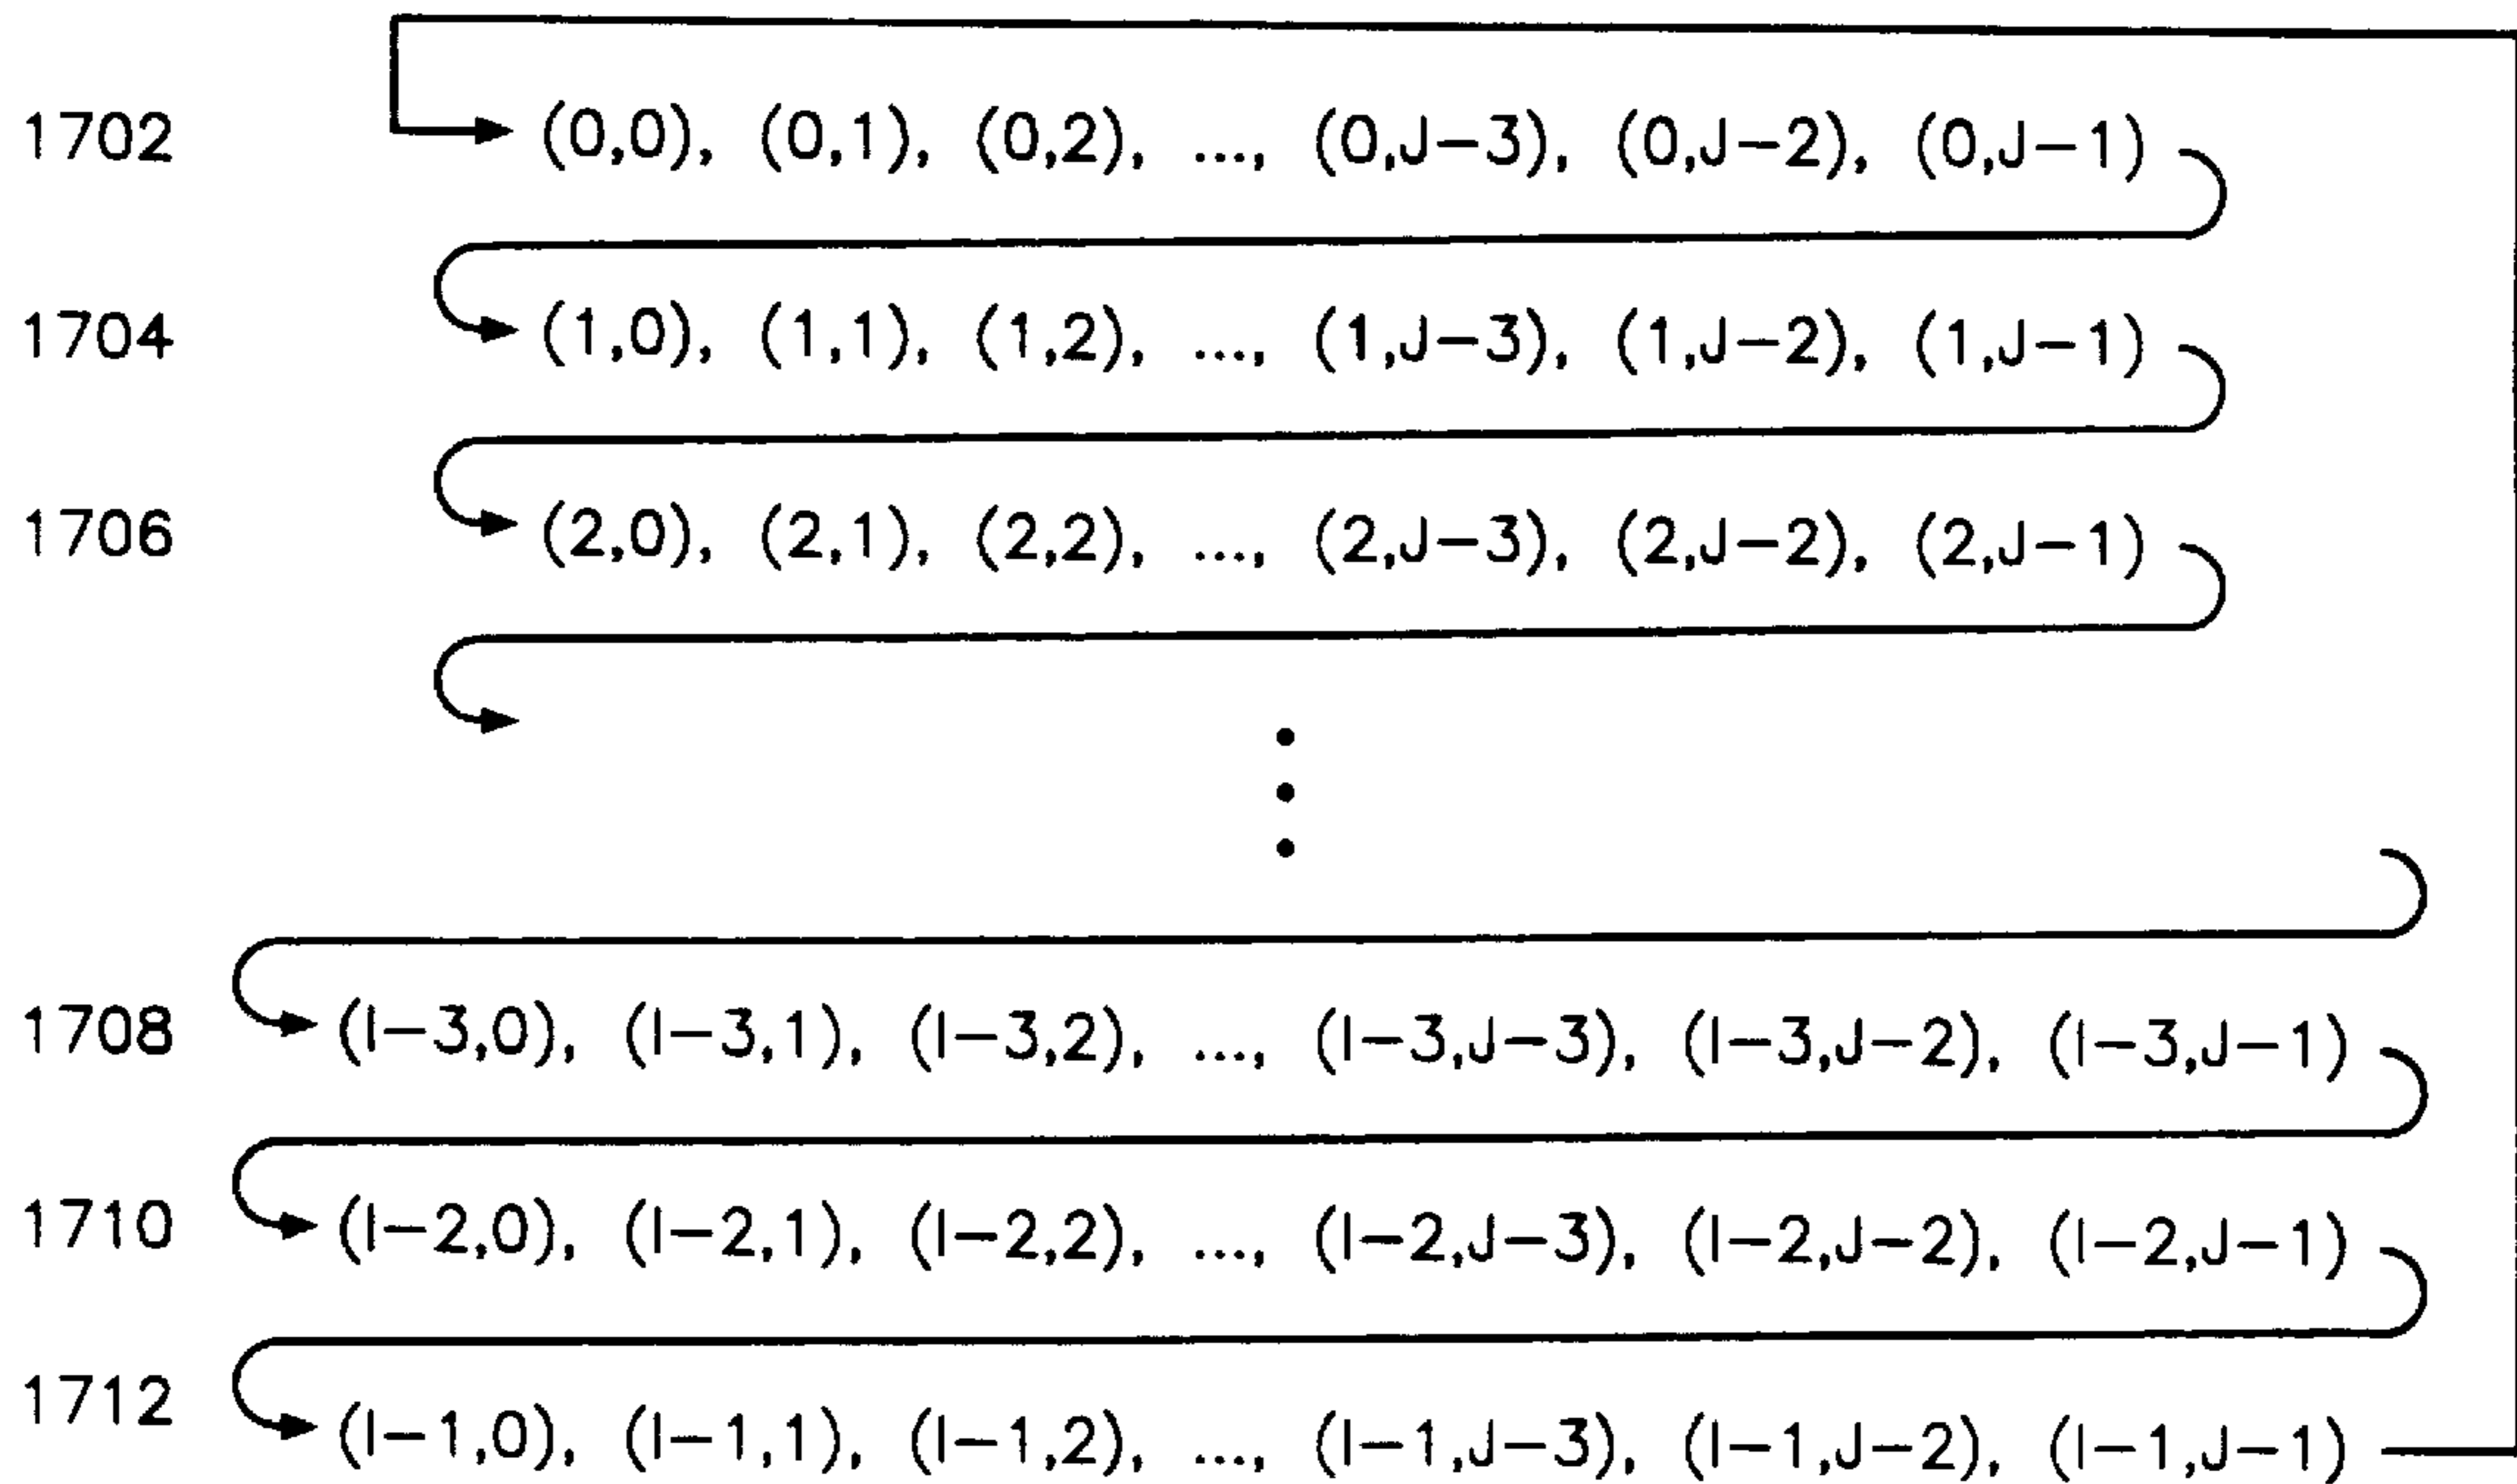 1702 (0,0), (0,1), (0,2), ..., (0,J−3), (0,J−2), (0,J−1)
1704 (1,0), (1,1), (1,2), ..., (1,J−3), (1,J−2), (1,J−1)
1706 (2,0), (2,1), (2,2), ..., (2,J−3), (2,J−2), (2,J−1)
1708 (I−3,0), (I−3,1), (I−3,2), ..., (I−3,J−3), (I−3,J−2), (I−3,J−1)
1710 (I−2,0), (I−2,1), (I−2,2), ..., (I−2,J−3), (I−2,J−2), (I−2,J−1)
1712 (I−1,0), (I−1,1), (I−1,2), ..., (I−1,J−3), (I−1,J−2), (I−1,J−1)